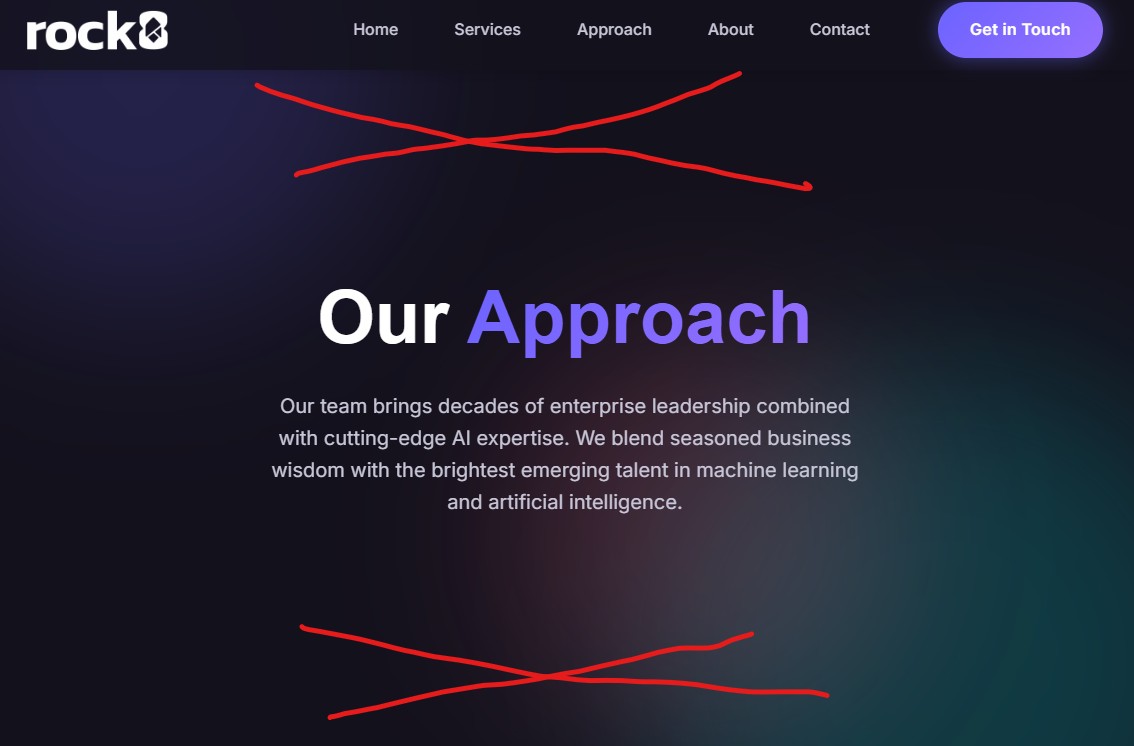 rock8
Home Services Approach About Contact Get in Touch
Our Approach
Our team brings decades of enterprise leadership combined
with cutting-edge AI expertise. We blend seasoned business
wisdom with the brightest emerging talent in machine learning
and artificial intelligence.